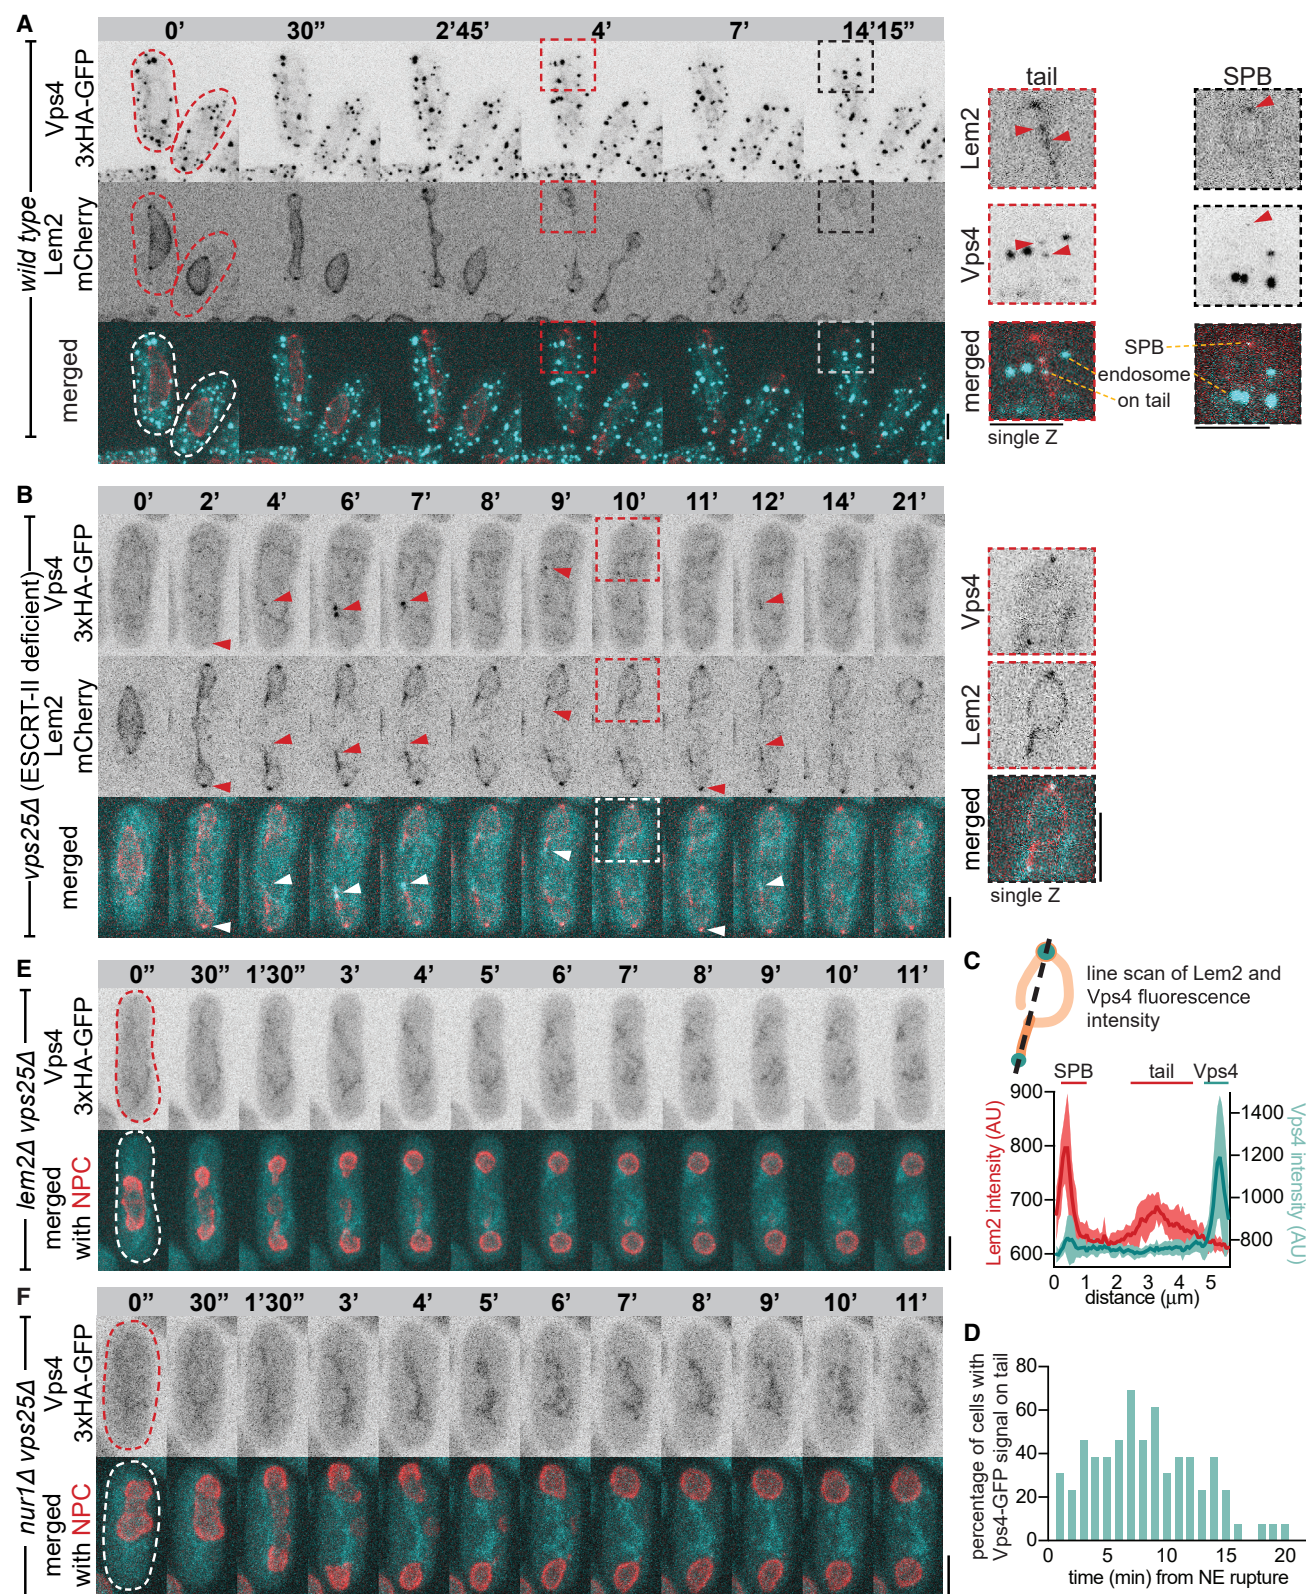 A
0’ 30” 2’45’ 4’ 7’ 14’15”
wild type
Vps4
3xHA-GFP
Lem2
mCherry
merged
tail SPB
Lem2
Vps4
merged
SPB
endosome
on tail
single Z
B
0’ 2’ 4’ 6’ 7’ 8’ 9’ 10’ 11’ 12’ 14’ 21’
vps25Δ (ESCRT-II deficient)
Vps4
3xHA-GFP
Lem2
mCherry
merged
Vps4
Lem2
merged
single Z
C
line scan of Lem2 and
Vps4 fluorescence
intensity
SPB tail Vps4
Lem2 intensity (AU)
900
800
700
600
Vps4 intensity (AU)
1400
1200
1000
800
0 1 2 3 4 5
distance (μm)
D
percentage of cells with
Vps4-GFP signal on tail
80
60
40
20
0
0 5 10 15 20
time (min) from NE rupture
E
0” 30” 1’30” 3’ 4’ 5’ 6’ 7’ 8’ 9’ 10’ 11’
lem2Δ vps25Δ
Vps4
3xHA-GFP
merged
with NPC
F
0” 30” 1’30” 3’ 4’ 5’ 6’ 7’ 8’ 9’ 10’ 11’
nur1Δ vps25Δ
Vps4
3xHA-GFP
merged
with NPC